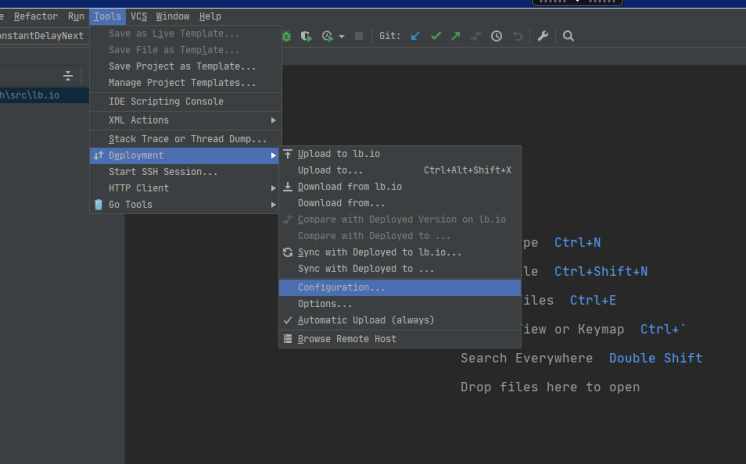 e Refactor Run Tools VCS Window Help
onstantDelayNext
Git:
h\src\lb.io
Save as Live Template...
Save File as Template...
Save Project as Template...
Manage Project Templates...
IDE Scripting Console
XML Actions
Stack Trace or Thread Dump...
Deployment
Start SSH Session...
HTTP Client
Go Tools
Upload to lb.io
Upload to... Ctrl+Alt+Shift+X
Download from lb.io
Download from...
Compare with Deployed Version on lb.io
Compare with Deployed to ...
Sync with Deployed to lb.io...
Sync with Deployed to ...
Configuration...
Options...
Automatic Upload (always)
Browse Remote Host
pe Ctrl+N
le Ctrl+Shift+N
iles Ctrl+E
iew or Keymap Ctrl+`
Search Everywhere Double Shift
Drop files here to open